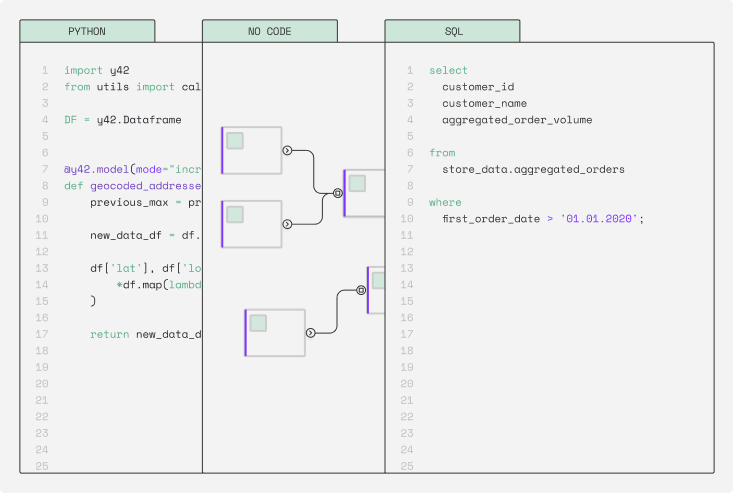 PYTHON
1 import y42
2 from utils import cal
3
4 DF = y42.Dataframe
5
6
7 @y42.model(mode="incr
8 def geocoded_addresse
9 previous_max = pr
10
11 new_data_df = df.
12
13 df['lat'], df['lo
14 *df.map(lambd
15 )
16
17 return new_data_d
18
19
20
21
22
23
24
25
NO CODE
SQL
1 select
2 customer_id
3 customer_name
4 aggregated_order_volume
5
6 from
7 store_data.aggregated_orders
8
9 where
10 first_order_date > '01.01.2020';
11
12
13
14
15
16
17
18
19
20
21
22
23
24
25